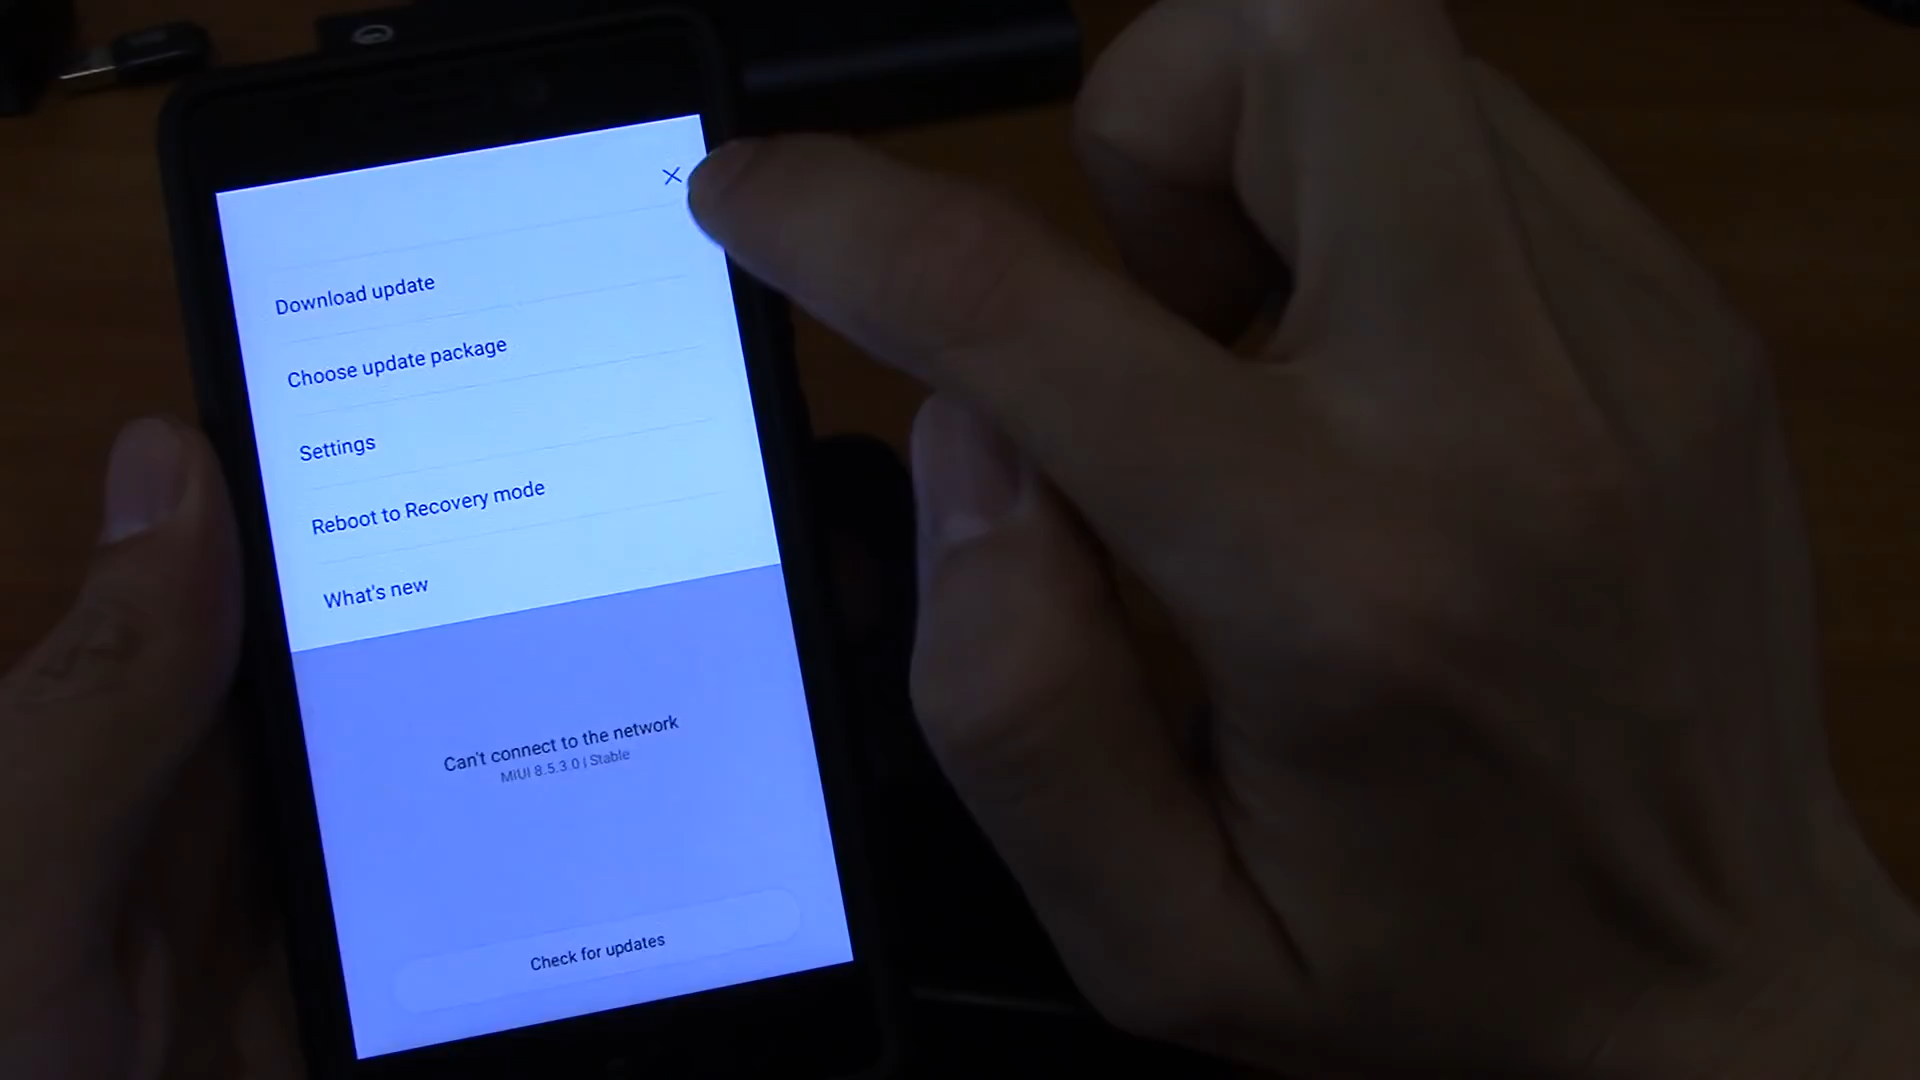 Download update
Choose update package
Settings
Reboot to Recovery mode
What's new
Can't connect to the network
MIUI 8.5.3.0 | Stable
Check for updates